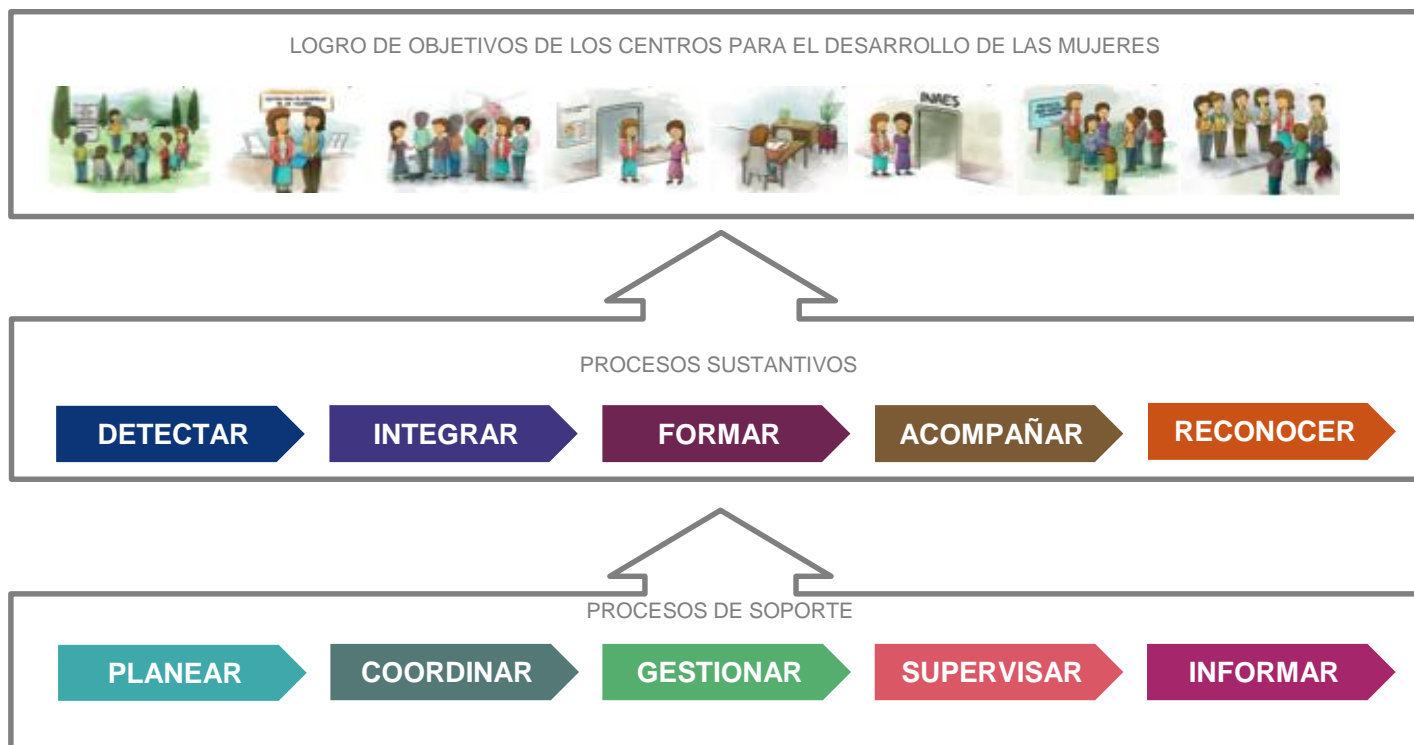 LOGRO DE OBJETIVOS DE LOS CENTROS PARA EL DESARROLLO DE LAS MUJERES
INAES
PROCESOS SUSTANTIVOS
DETECTAR
INTEGRAR
FORMAR
ACOMPAÑAR
RECONOCER
PROCESOS DE SOPORTE
PLANEAR
COORDINAR
GESTIONAR
SUPERVISAR
INFORMAR